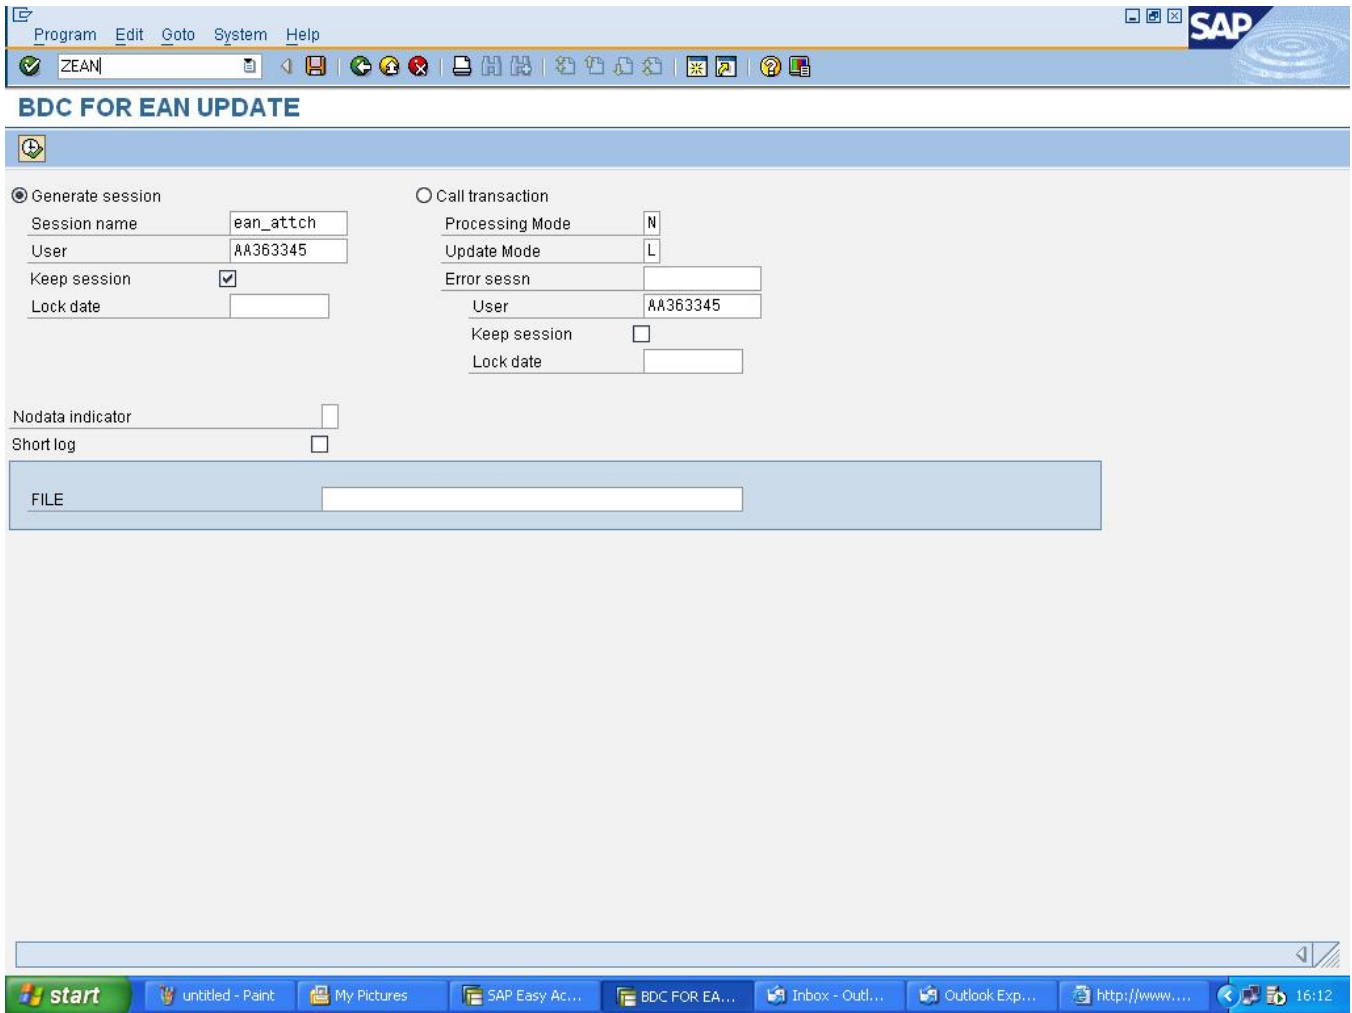 Program Edit Goto System Help
SAP
ZEAN
BDC FOR EAN UPDATE
Generate session Call transaction
Session name ean_attch Processing Mode N
User AA363345 Update Mode L
Keep session Error sessn
Lock date User AA363345
Keep session
Lock date
Nodata indicator
Short log
FILE
start untitled - Paint My Pictures SAP Easy Ac... BDC FOR EA... Inbox - Outl... Outlook Exp... http://www.... 16:12